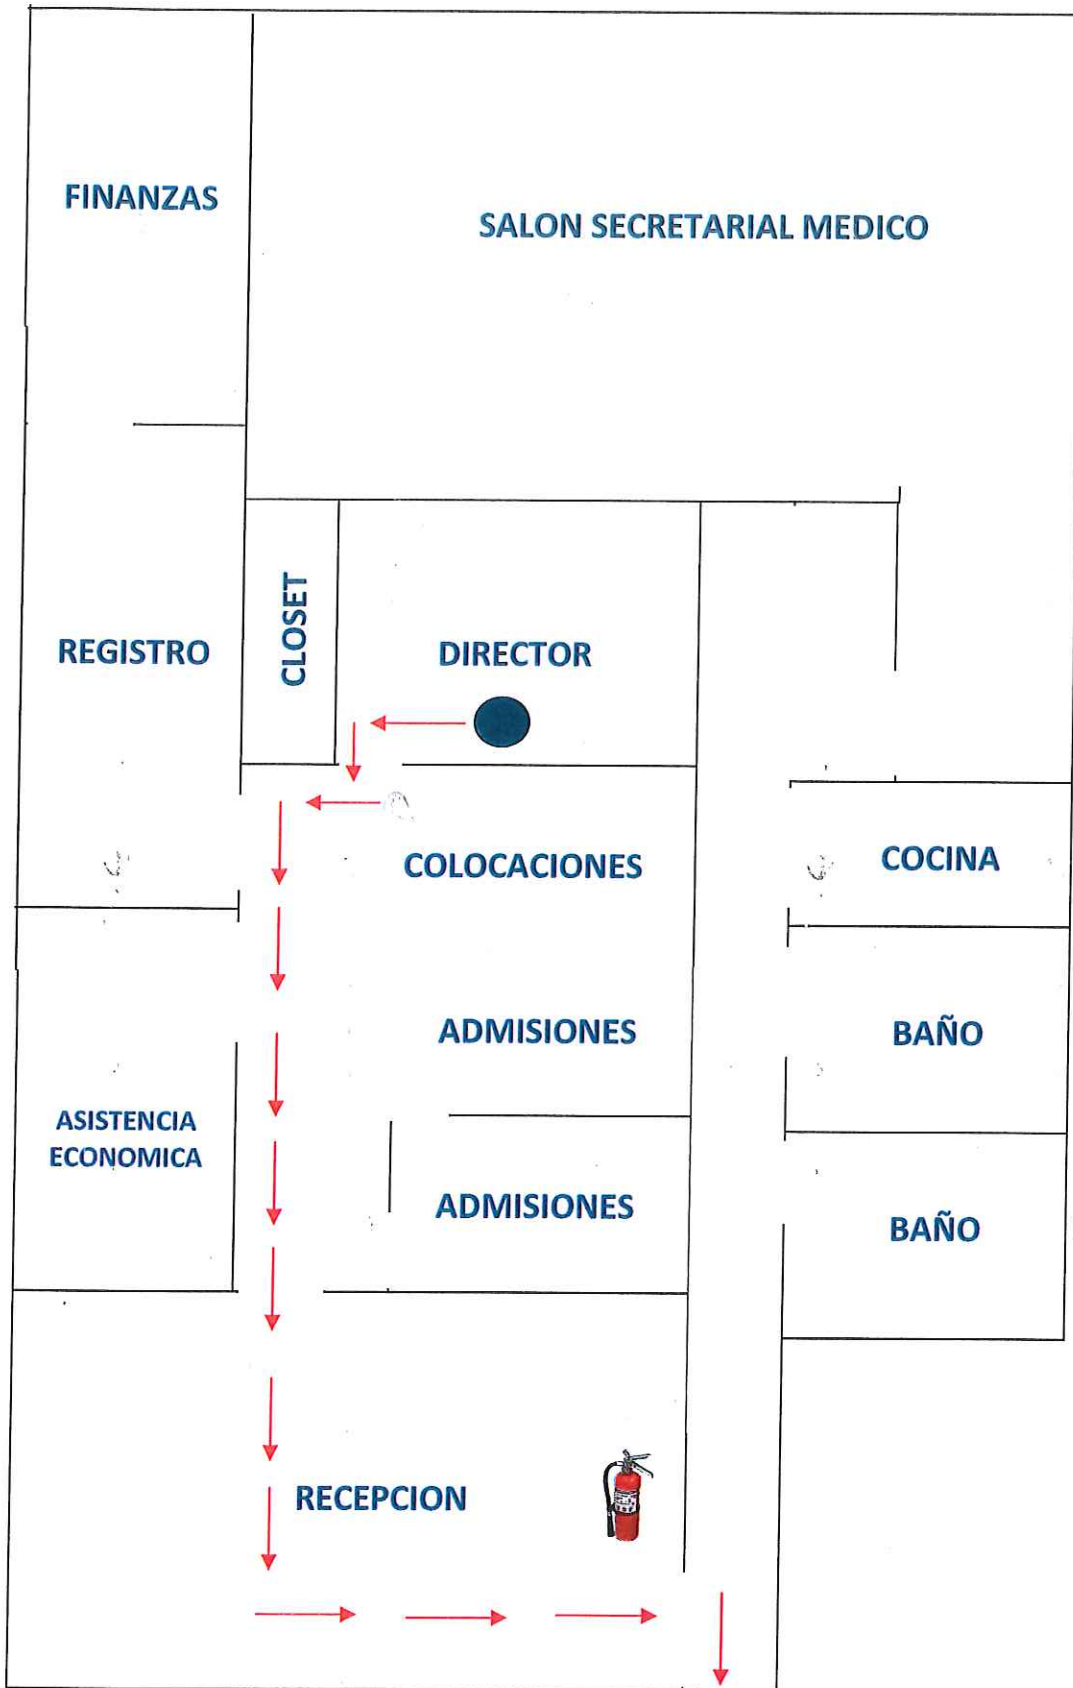 FINANZAS
SALON SECRETARIAL MEDICO
REGISTRO
CLOSET
DIRECTOR
COLOCACIONES
COCINA
ADMISIONES
BAÑO
ASISTENCIA
ECONOMICA
ADMISIONES
BAÑO
RECEPCION